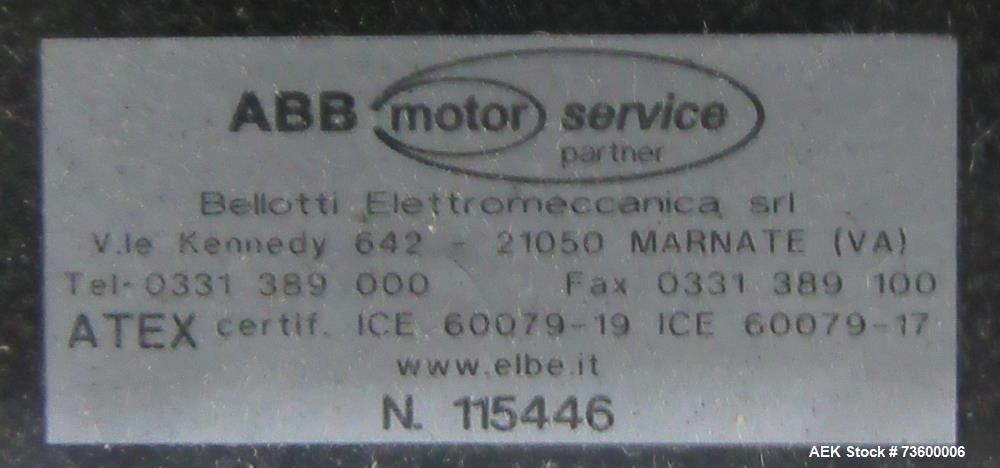 ABB motor service
partner
Bellotti Elettromeccanica srl
V.le Kennedy 642 - 21050 MARNATE (VA)
Tel. 0331 389 000 Fax 0331 389 100
ATEX certif. ICE 60079-19 ICE 60079-17
www.elbe.it
N. 115446
AEK Stock # 73600006